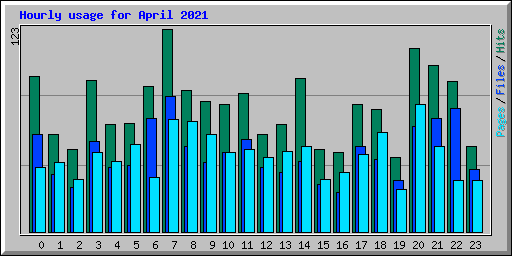 Hourly usage for April 2021
123
Pages/Files/Hits
0 1 2 3 4 5 6 7 8 9 10 11 12 13 14 15 16 17 18 19 20 21 22 23